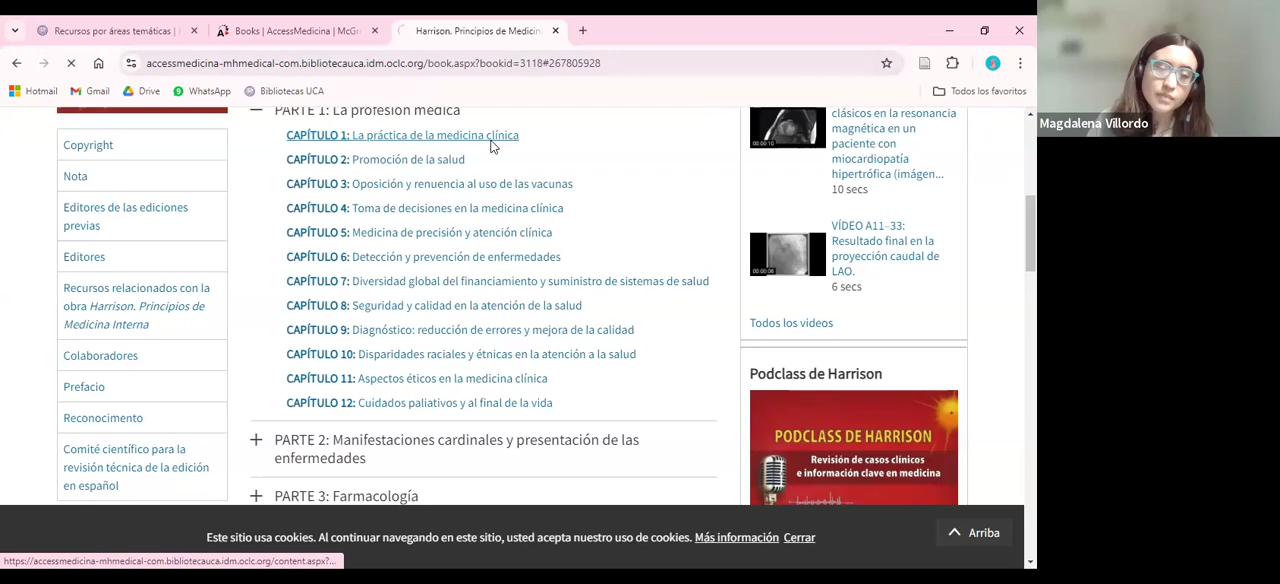 Recursos por áreas temáticas |
Books | AccessMedicina | McGr
Harrison. Principios de Medicin
accessmedicina-mhmedical-com.bibliotecauca.idm.oclc.org/book.aspx?bookid=3118#267805928
Hotmail
Gmail
Drive
WhatsApp
Bibliotecas UCA
Todos los favoritos
Magdalena Villordo
Copyright
Nota
Editores de las ediciones
previas
Editores
Recursos relacionados con la
obra Harrison. Principios de
Medicina Interna
Colaboradores
Prefacio
Reconocimento
Comité científico para la
revisión técnica de la edición
en español
PARTE 1: La profesión médica
CAPÍTULO 1: La práctica de la medicina clínica
CAPÍTULO 2: Promoción de la salud
CAPÍTULO 3: Oposición y renuencia al uso de las vacunas
CAPÍTULO 4: Toma de decisiones en la medicina clínica
CAPÍTULO 5: Medicina de precisión y atención clínica
CAPÍTULO 6: Detección y prevención de enfermedades
CAPÍTULO 7: Diversidad global del financiamiento y suministro de sistemas de salud
CAPÍTULO 8: Seguridad y calidad en la atención de la salud
CAPÍTULO 9: Diagnóstico: reducción de errores y mejora de la calidad
CAPÍTULO 10: Disparidades raciales y étnicas en la atención a la salud
CAPÍTULO 11: Aspectos éticos en la medicina clínica
CAPÍTULO 12: Cuidados paliativos y al final de la vida
PARTE 2: Manifestaciones cardinales y presentación de las
enfermedades
PARTE 3: Farmacología
clásicos en la resonancia
magnética en un
paciente con
miocardiopatía
hipertrófica (imágen...
10 secs
00:00:10
VÍDEO A11–33:
Resultado final en la
proyección caudal de
LAO.
6 secs
00:00:06
Todos los videos
Podclass de Harrison
PODCLASS DE HARRISON
Revisión de casos clínicos
e información clave en medicina
Este sitio usa cookies. Al continuar navegando en este sitio, usted acepta nuestro uso de cookies. Más información Cerrar
Arriba
https://accessmedicina-mhmedical-com.bibliotecauca.idm.oclc.org/content.aspx?...